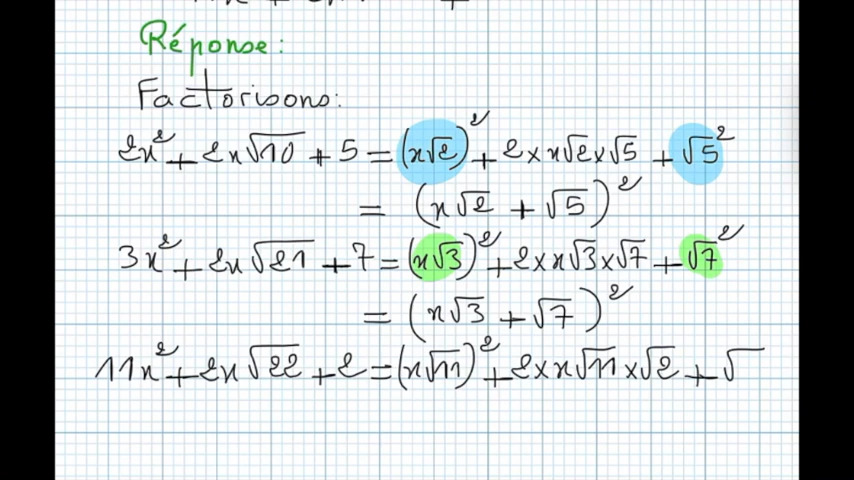 Réponse:
Factorisons:
2x² + 2x√10 + 5 = (x√2)² + 2×x√2×√5 + √5²
= (x√2 + √5)²
3x² + 2x√21 + 7 = (x√3)² + 2×x√3×√7 + √7²
= (x√3 + √7)²
11x² + 2x√22 + 2 = (x√11)² + 2×x√11×√2 + √